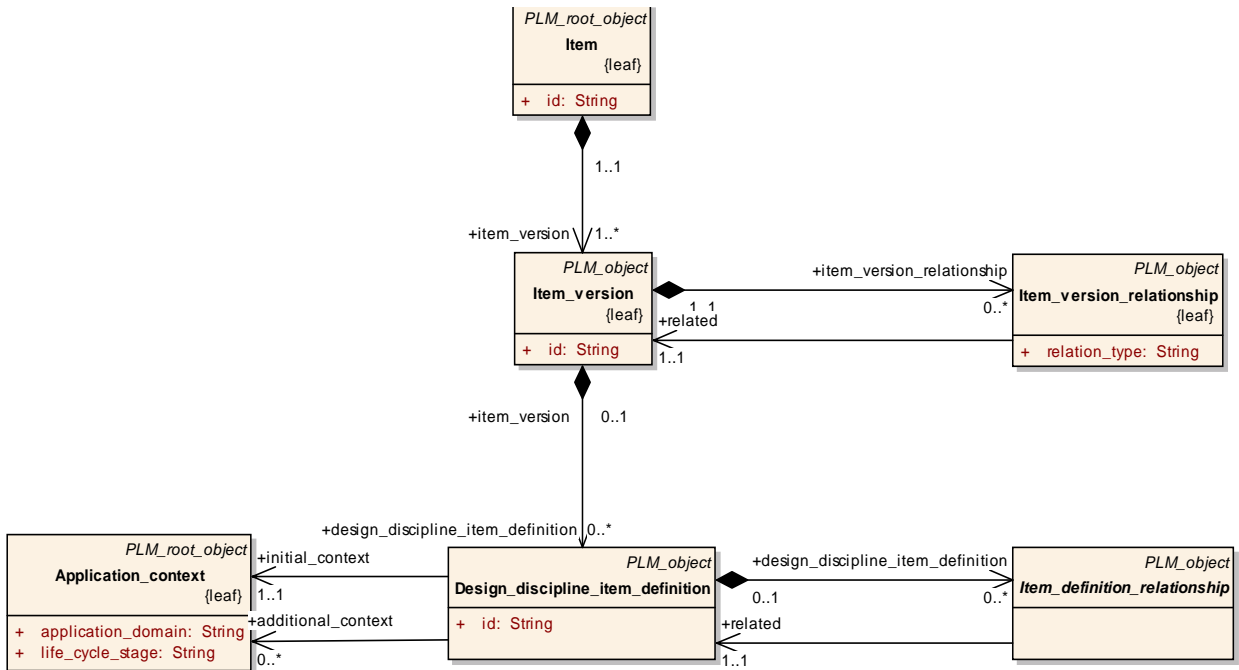 PLM_root_object
Item
{leaf}
+ id: String
1..1
+item_version 1..*
PLM_object
Item_version
{leaf}
+ id: String
+item_version_relationship
1 1
0..*
+related
1..1
PLM_object
Item_version_relationship
{leaf}
+ relation_type: String
+item_version 0..1
+design_discipline_item_definition 0..*
PLM_root_object
Application_context
{leaf}
+ application_domain: String
+ life_cycle_stage: String
+initial_context
1..1
+additional_context
0..*
PLM_object
Design_discipline_item_definition
+ id: String
+design_discipline_item_definition
0..1
0..*
+related
1..1
PLM_object
Item_definition_relationship